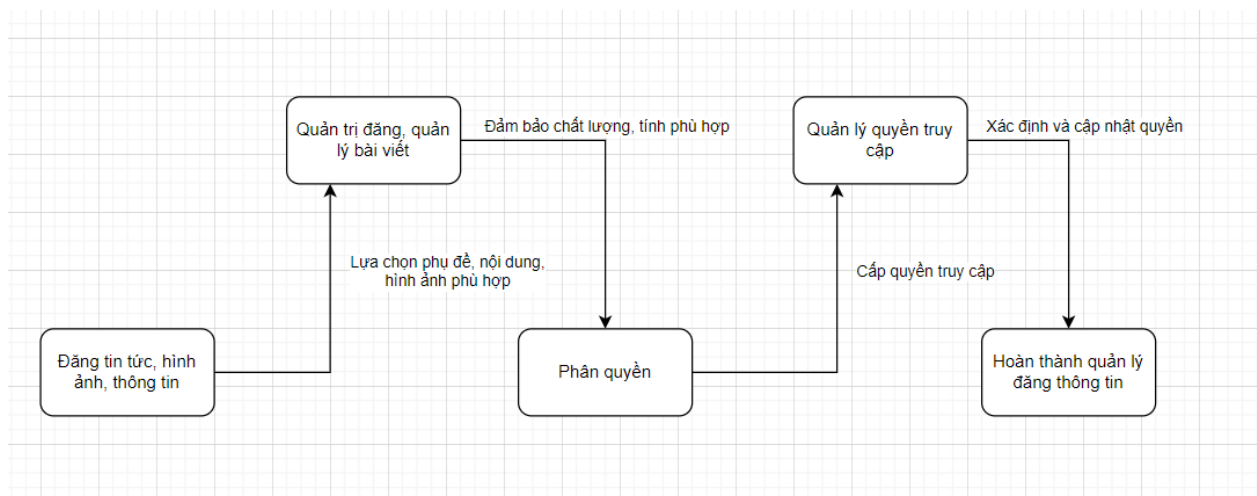 Quản trị đăng, quản
lý bài viết
Đảm bảo chất lượng, tính phù hợp
Quản lý quyền truy
cập
Xác định và cập nhật quyền
Lựa chọn phụ đề, nội dung,
hình ảnh phù hợp
Cấp quyền truy cập
Đăng tin tức, hình
ảnh, thông tin
Phân quyền
Hoàn thành quản lý
đăng thông tin